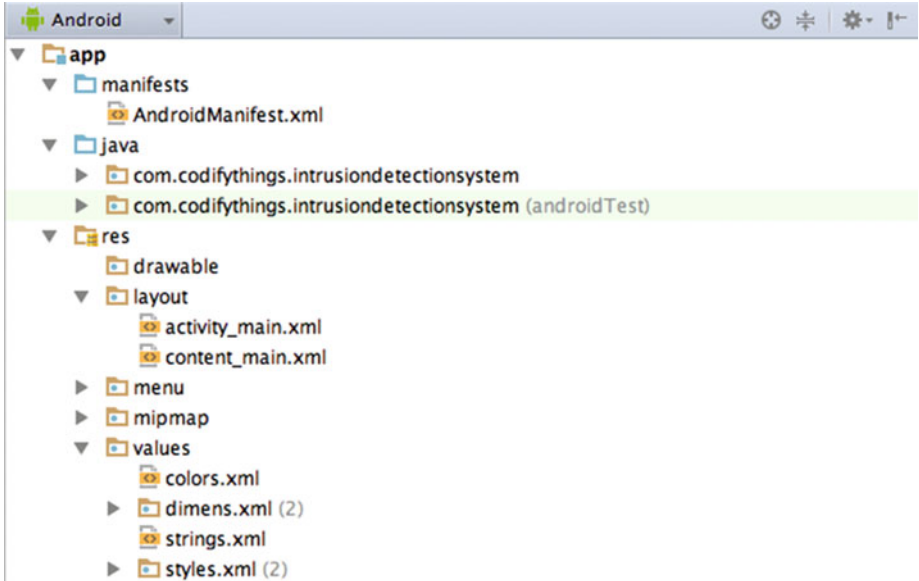 Android
app
manifests
AndroidManifest.xml
java
com.codifythings.intrusiondetectionsystem
com.codifythings.intrusiondetectionsystem (androidTest)
res
drawable
layout
activity_main.xml
content_main.xml
menu
mipmap
values
colors.xml
dimens.xml (2)
strings.xml
styles.xml (2)